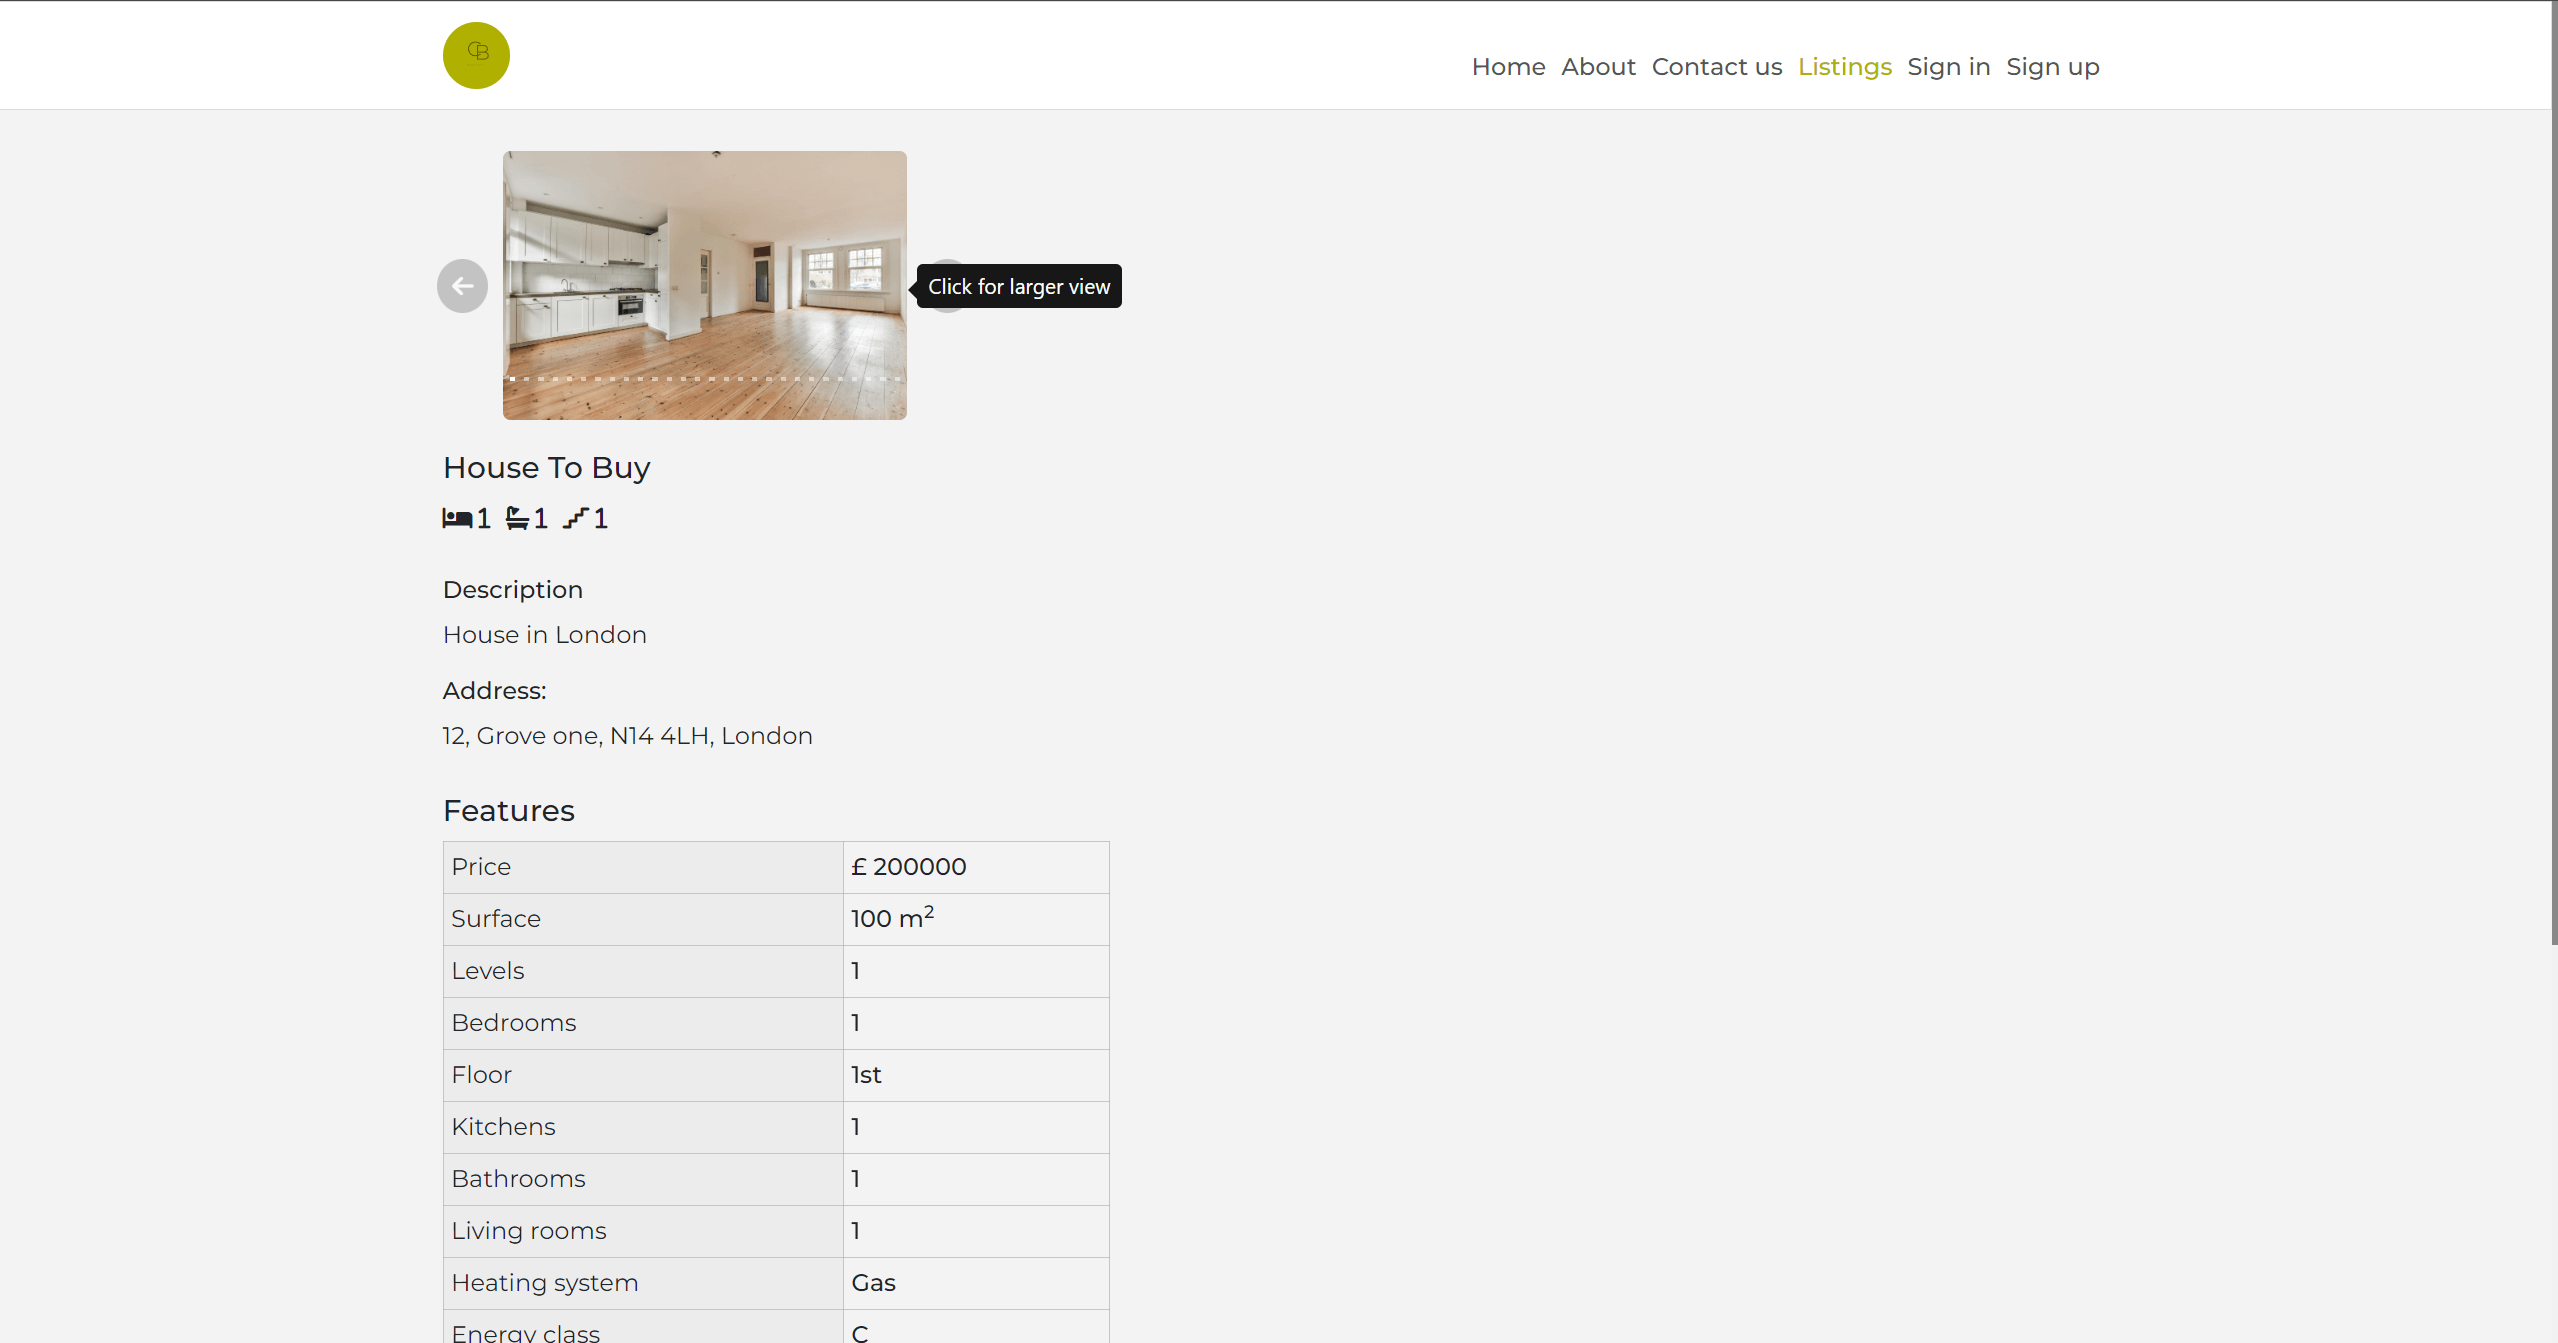 CB
Home About Contact us Listings Sign in Sign up
Click for larger view
House To Buy
1 1 1
Description
House in London
Address:
12, Grove one, N14 4LH, London
Features
Price £ 200000
Surface 100 m²
Levels 1
Bedrooms 1
Floor 1st
Kitchens 1
Bathrooms 1
Living rooms 1
Heating system Gas
Energy class C